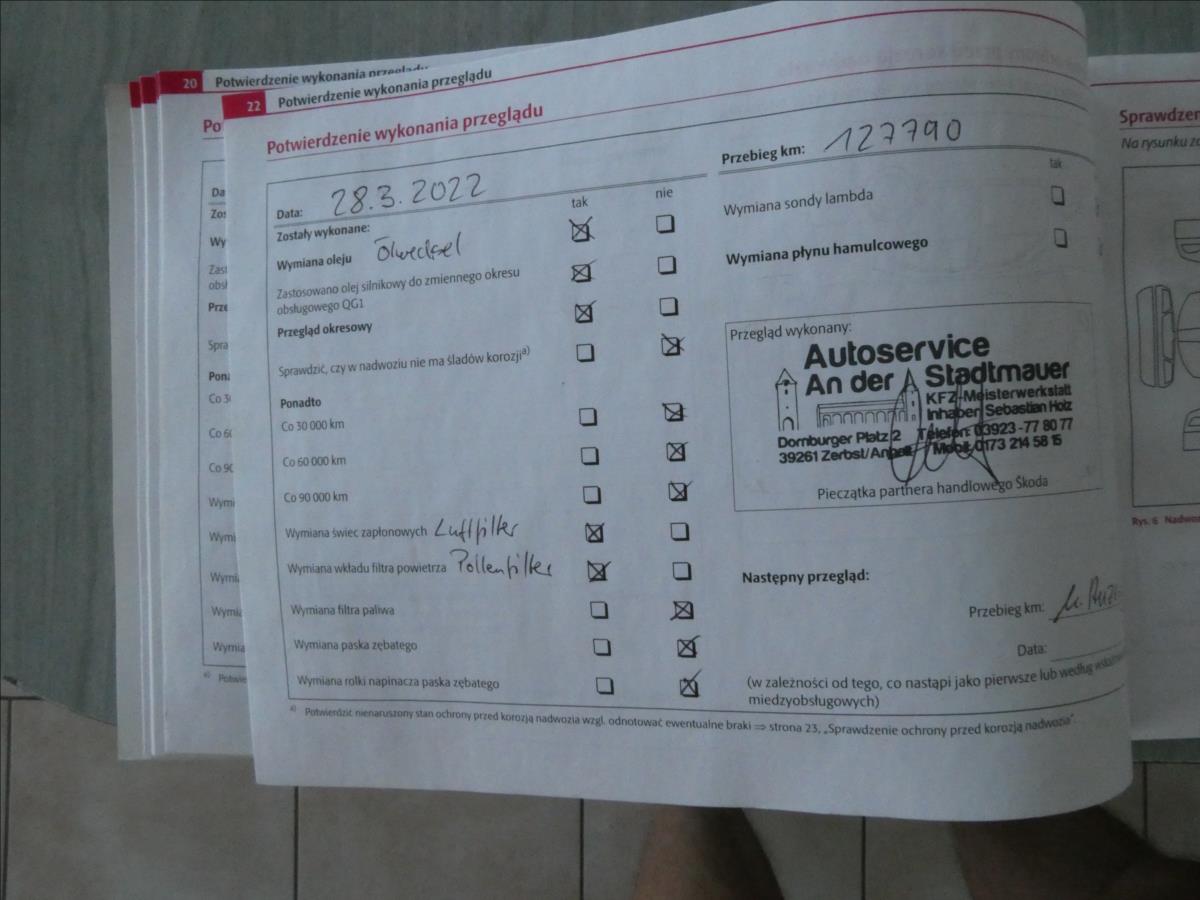 20 Potwierdzenie wykonania przeglądu
22 Potwierdzenie wykonania przeglądu
Potwierdzenie wykonania przeglądu
Data: 28.3.2022
tak nie
Zostały wykonane:
Wymiana oleju Ölwechsel
Zastosowano olej silnikowy do zmiennego okresu
obsługowego QG1
Przegląd okresowy
Sprawdzić, czy w nadwoziu nie ma śladów korozji a)
Ponadto
Co 30 000 km
Co 60 000 km
Co 90 000 km
Wymiana świec zapłonowych Luftfilter
Wymiana wkładu filtra powietrza Pollenfilter
Wymiana filtra paliwa
Wymiana paska zębatego
Wymiana rolki napinacza paska zębatego
Przebieg km: 127790
tak
Wymiana sondy lambda
Wymiana płynu hamulcowego
Przegląd wykonany:
Autoservice
An der Stadtmauer
KFZ-Meisterwerkstatt
Inhaber Sebastian Holz
Dornburger Platz 2 Telefon: 03923-77 80 77
39261 Zerbst/Anhalt Mobil: 0173 214 58 15
Pieczątka partnera handlowego Škoda
Następny przegląd:
Przebieg km:
Data:
(w zależności od tego, co nastąpi jako pierwsze lub według
miedzyobsługowych)
a) Potwierdzić nienaruszony stan ochrony przed korozją nadwozia wzgl. odnotować ewentualne braki ⇒ strona 23, „Sprawdzenie ochrony przed korozją nadwozia”.
Na rysunku
Rys. 6